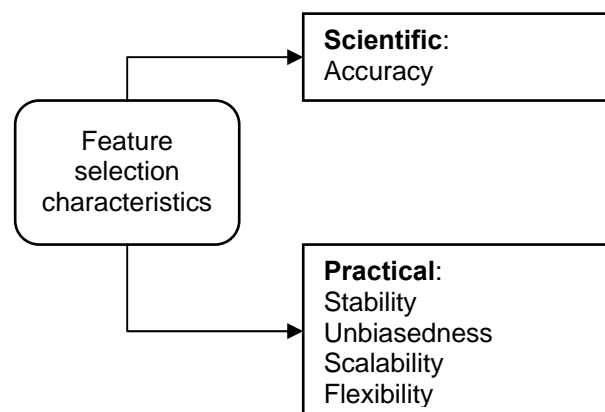 Scientific:
Accuracy
Feature
selection
characteristics
Practical:
Stability
Unbiasedness
Scalability
Flexibility